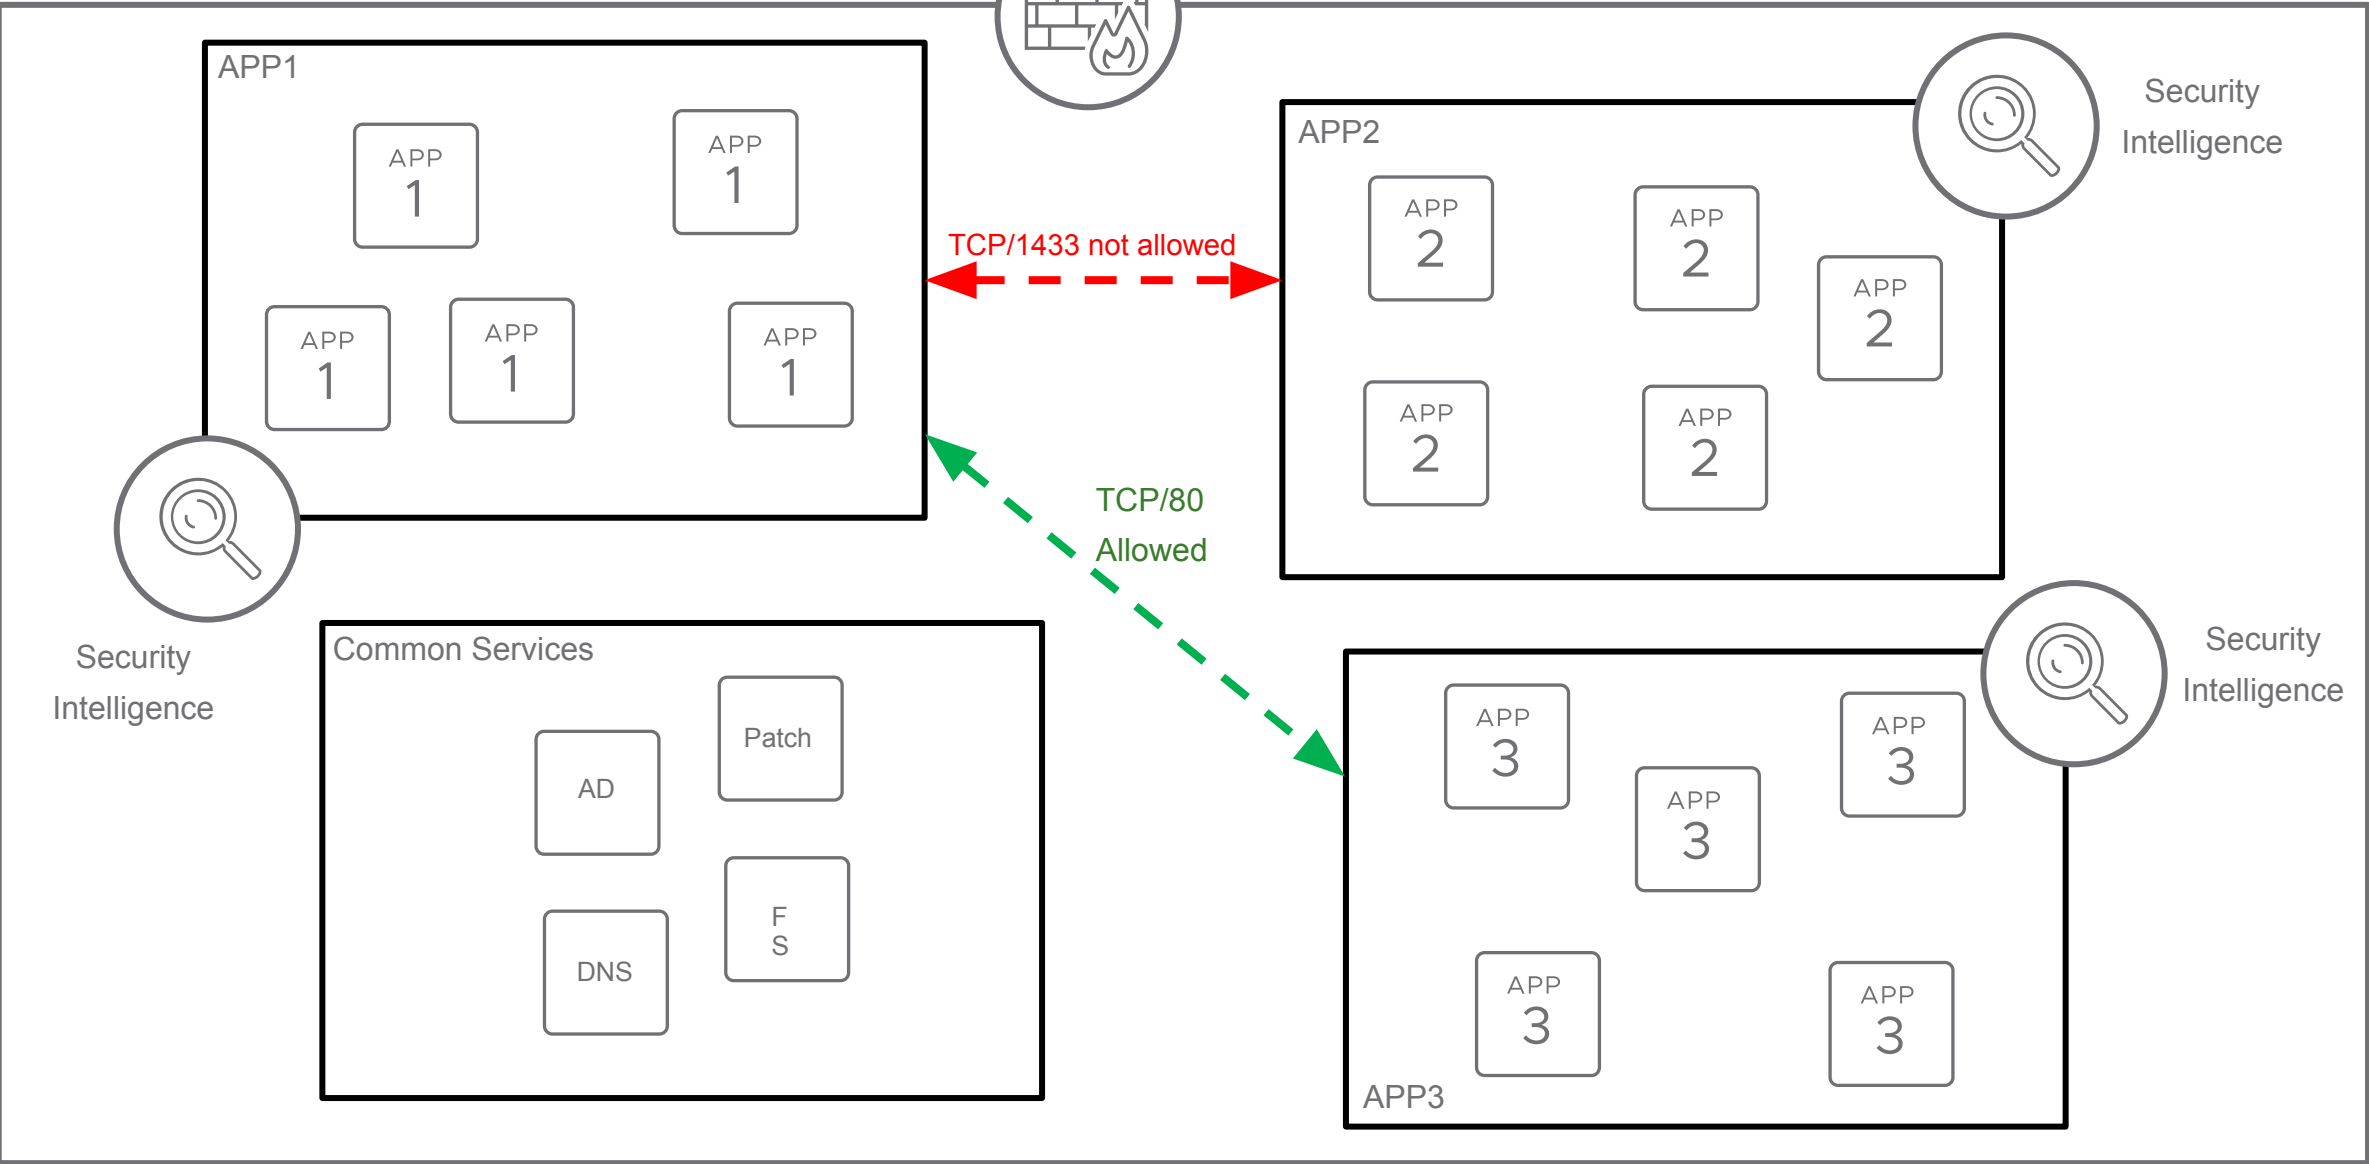 APP1
APP
1
APP
1
APP
1
APP
1
APP
1
Security
Intelligence
TCP/1433 not allowed
APP2
APP
2
APP
2
APP
2
APP
2
APP
2
Security
Intelligence
TCP/80
Allowed
Common Services
Patch
AD
F
S
DNS
APP
3
APP
3
APP
3
APP
3
APP
3
APP3
Security
Intelligence